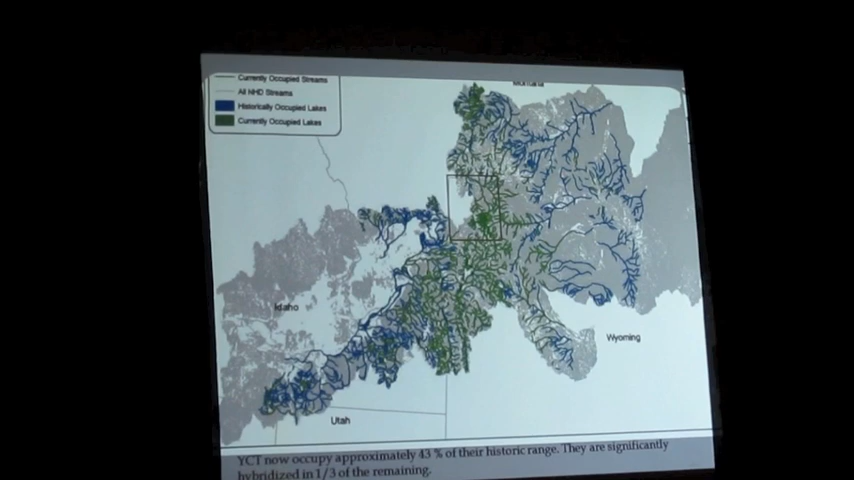 Currently Occupied Streams
All NHD Streams
Historically Occupied Lakes
Currently Occupied Lakes
Montana
Idaho
Wyoming
Utah
YCT now occupy approximately 43 % of their historic range. They are significantly
hybridized in 1/3 of the remaining.